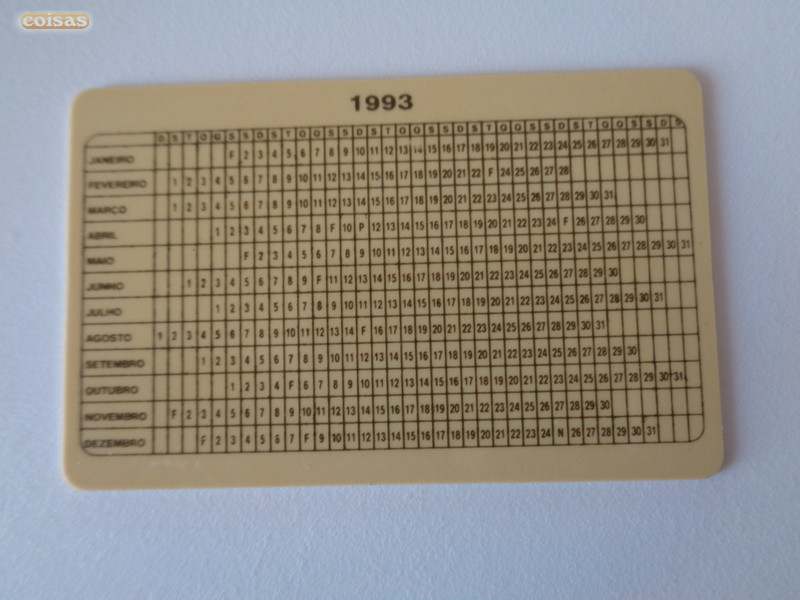 coisas
1993
D S T Q Q S S D S T Q Q S S D S T Q Q S S D S T Q Q S S D S T Q Q S S D S
JANEIRO F 2 3 4 5 6 7 8 9 10 11 12 13 14 15 16 17 18 19 20 21 22 23 24 25 26 27 28 29 30 31
FEVEREIRO 1 2 3 4 5 6 7 8 9 10 11 12 13 14 15 16 17 18 19 20 21 22 F 24 25 26 27 28
MARÇO 1 2 3 4 5 6 7 8 9 10 11 12 13 14 15 16 17 18 19 20 21 22 23 24 25 26 27 28 29 30 31
ABRIL 1 2 3 4 5 6 7 8 F 10 P 12 13 14 15 16 17 18 19 20 21 22 23 24 F 26 27 28 29 30
MAIO F 2 3 4 5 6 7 8 9 10 11 12 13 14 15 16 17 18 19 20 21 22 23 24 25 26 27 28 29 30 31
JUNHO 1 2 3 4 5 6 7 8 9 F 11 12 13 14 15 16 17 18 19 20 21 22 23 24 25 26 27 28 29 30
JULHO 1 2 3 4 5 6 7 8 9 10 11 12 13 14 15 16 17 18 19 20 21 22 23 24 25 26 27 28 29 30 31
AGOSTO 1 2 3 4 5 6 7 8 9 10 11 12 13 14 F 16 17 18 19 20 21 22 23 24 25 26 27 28 29 30 31
SETEMBRO 1 2 3 4 5 6 7 8 9 10 11 12 13 14 15 16 17 18 19 20 21 22 23 24 25 26 27 28 29 30
OUTUBRO 1 2 3 4 F 6 7 8 9 10 11 12 13 14 15 16 17 18 19 20 21 22 23 24 25 26 27 28 29 30 31
NOVEMBRO F 2 3 4 5 6 7 8 9 10 11 12 13 14 15 16 17 18 19 20 21 22 23 24 25 26 27 28 29 30
DEZEMBRO F 2 3 4 5 6 7 F 9 10 11 12 13 14 15 16 17 18 19 20 21 22 23 24 N 26 27 28 29 30 31